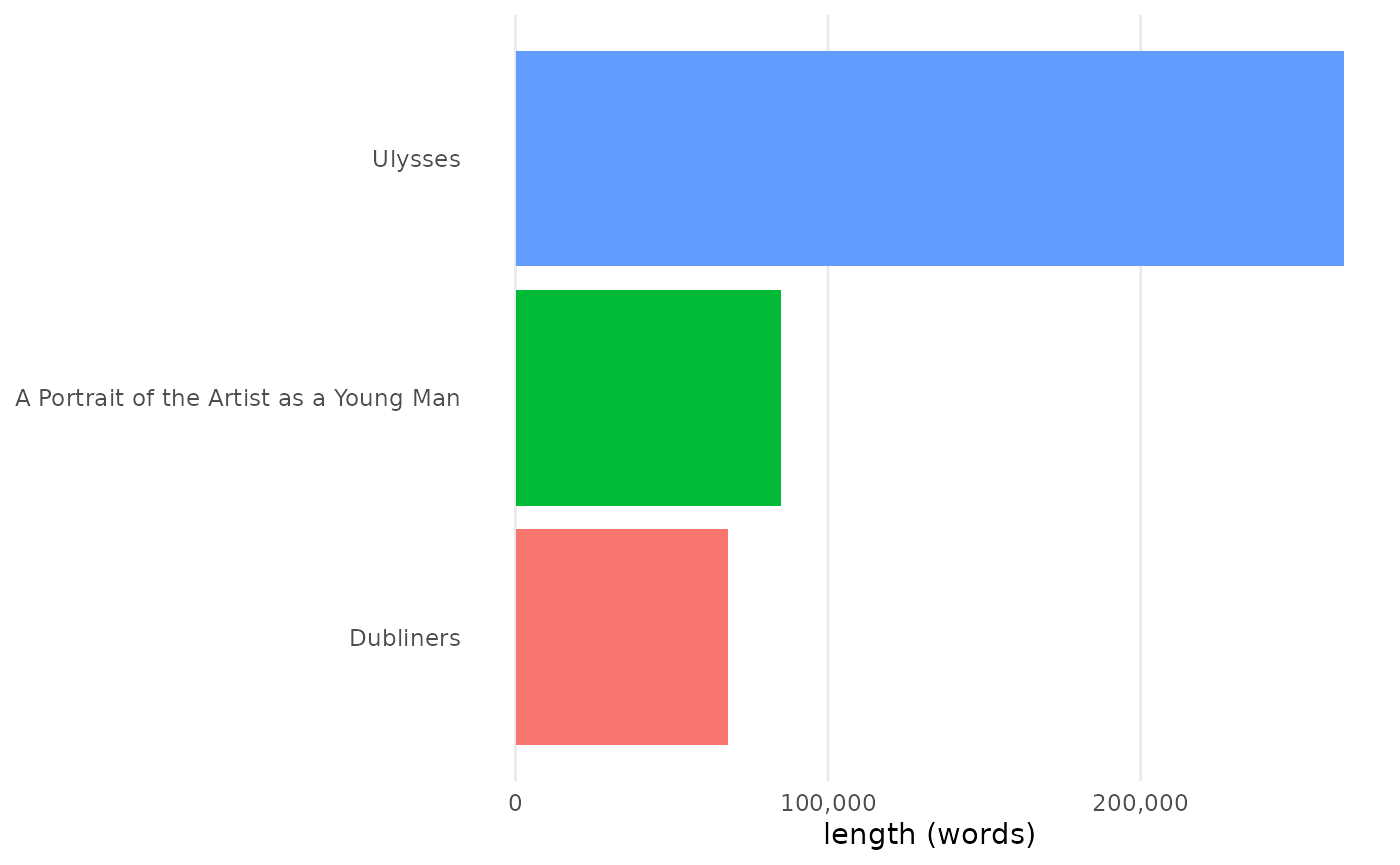 Ulysses
A Portrait of the Artist as a Young Man
Dubliners
0
100,000
200,000
length (words)